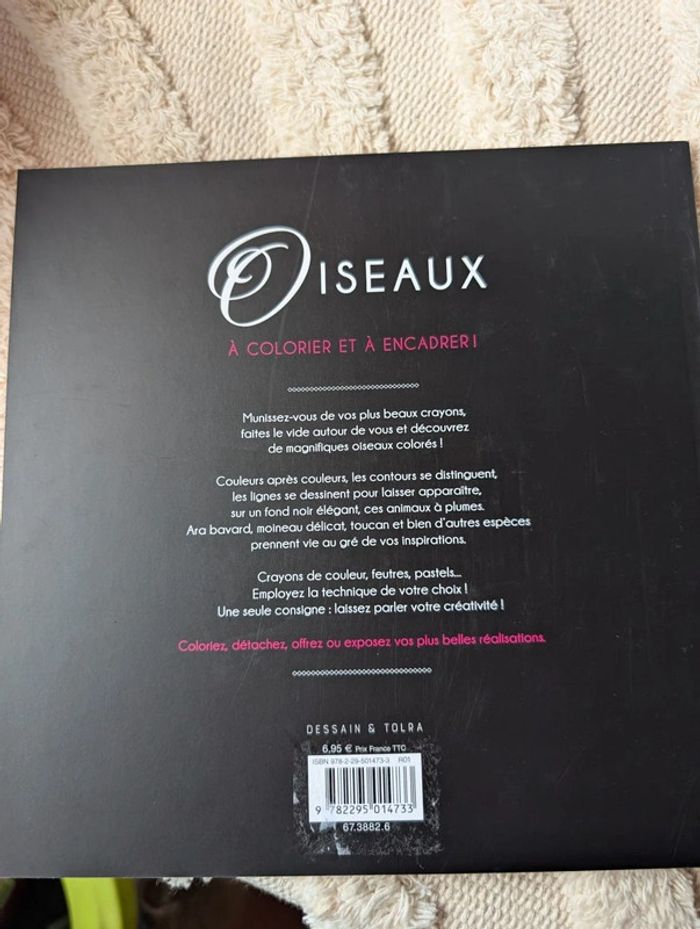 OISEAUX
À COLORIER ET À ENCADRER !
Munissez-vous de vos plus beaux crayons,
faites le vide autour de vous et découvrez
de magnifiques oiseaux colorés !
Couleurs après couleurs, les contours se distinguent,
les lignes se dessinent pour laisser apparaître,
sur un fond noir élégant, ces animaux à plumes.
Ara bavard, moineau délicat, toucan et bien d'autres espèces
prennent vie au gré de vos inspirations.
Crayons de couleur, feutres, pastels...
Employez la technique de votre choix !
Une seule consigne : laissez parler votre créativité !
Coloriez, détachez, offrez ou exposez vos plus belles réalisations.
DESSAIN & TOLRA
6,95 € Prix France TTC
ISBN 978-2-29-501473-3 R01
9 782295 014733
67.3882.6